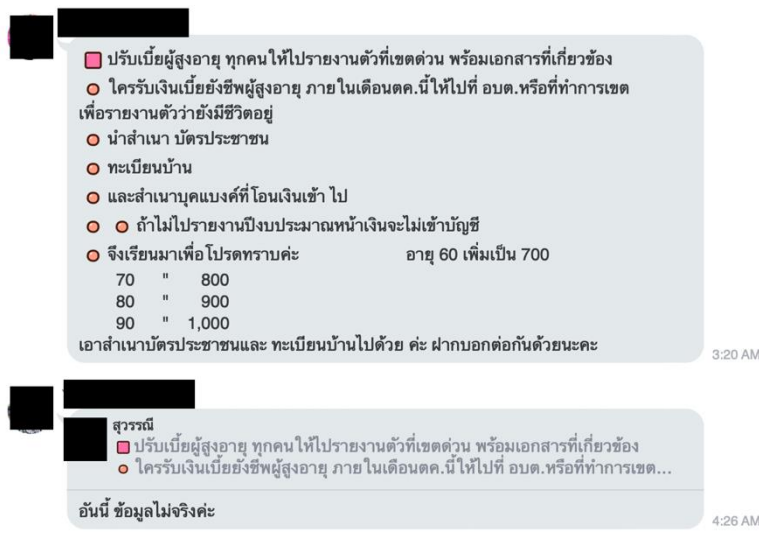 ปรับเบี้ยผู้สูงอายุ ทุกคนให้ไปรายงานตัวที่เขตด่วน พร้อมเอกสารที่เกี่ยวข้อง
ใครรับเงินเบี้ยยังชีพผู้สูงอายุ ภายในเดือนตค.นี้ให้ไปที่ อบต.หรือที่ทำการเขต
เพื่อรายงานตัวว่ายังมีชีวิตอยู่
นำสำเนา บัตรประชาชน
ทะเบียนบ้าน
และสำเนาบุคแบงค์ที่โอนเงินเข้า ไป
ถ้าไม่ไปรายงานปีงบประมาณหน้าเงินจะไม่เข้าบัญชี
จึงเรียนมาเพื่อโปรดทราบค่ะ อายุ 60 เพิ่มเป็น 700
70 " 800
80 " 900
90 " 1,000
เอาสำเนาบัตรประชาชนและ ทะเบียนบ้านไปด้วย ค่ะ ฝากบอกต่อกันด้วยนะคะ
3:20 AM
สุวรรณี
ปรับเบี้ยผู้สูงอายุ ทุกคนให้ไปรายงานตัวที่เขตด่วน พร้อมเอกสารที่เกี่ยวข้อง
ใครรับเงินเบี้ยยังชีพผู้สูงอายุ ภายในเดือนตค.นี้ให้ไปที่ อบต.หรือที่ทำการเขต...
อันนี้ ข้อมูลไม่จริงค่ะ
4:26 AM